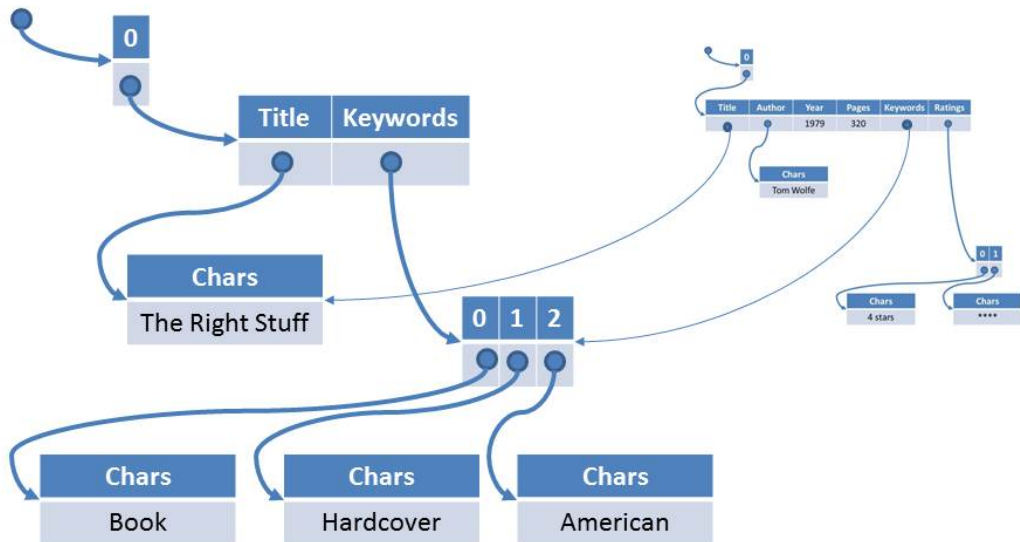 0
Title Keywords
Chars
The Right Stuff
0 1 2
Chars
Book
Chars
Hardcover
Chars
American
0
Title Author Year Pages Keywords Ratings
1979 320
Chars
Tom Wolfe
0 1
Chars
4 stars
Chars
****